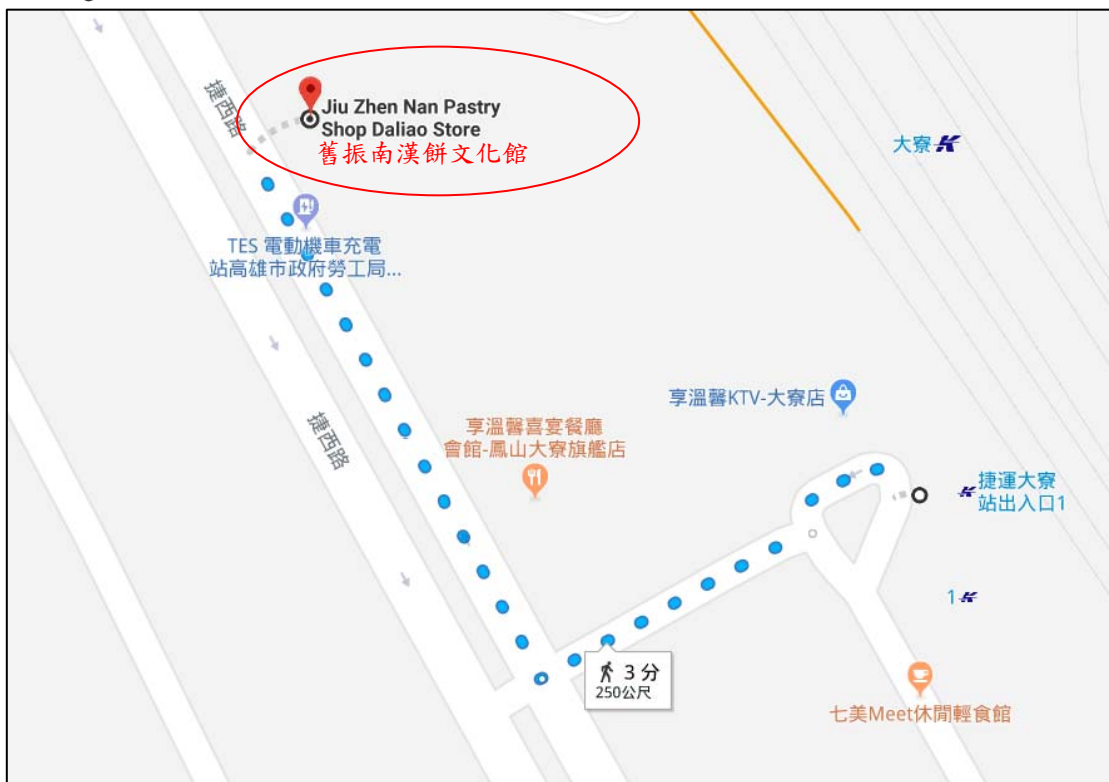 捷西路
Jiu Zhen Nan Pastry
Shop Daliao Store
舊振南漢餅文化館
大寮
TES 電動機車充電
站高雄市政府勞工局...
享溫馨KTV-大寮店
捷西路
享溫馨喜宴餐廳
會館-鳳山大寮旗艦店
捷運大寮
站出入口1
1
3 分
250公尺
七美Meet休閒輕食館